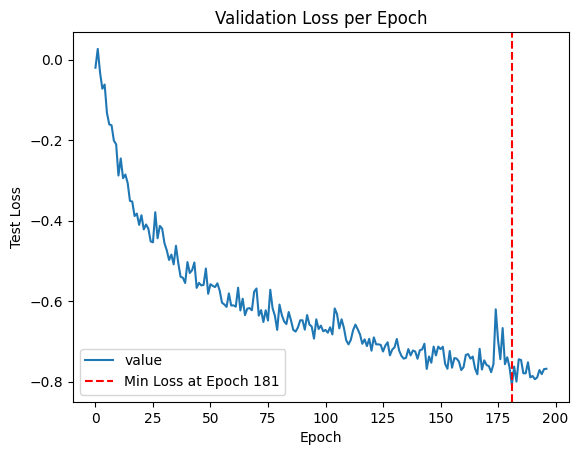 Validation Loss per Epoch
Test Loss
0.0
−0.2
−0.4
−0.6
−0.8
value
Min Loss at Epoch 181
0 25 50 75 100 125 150 175 200
Epoch